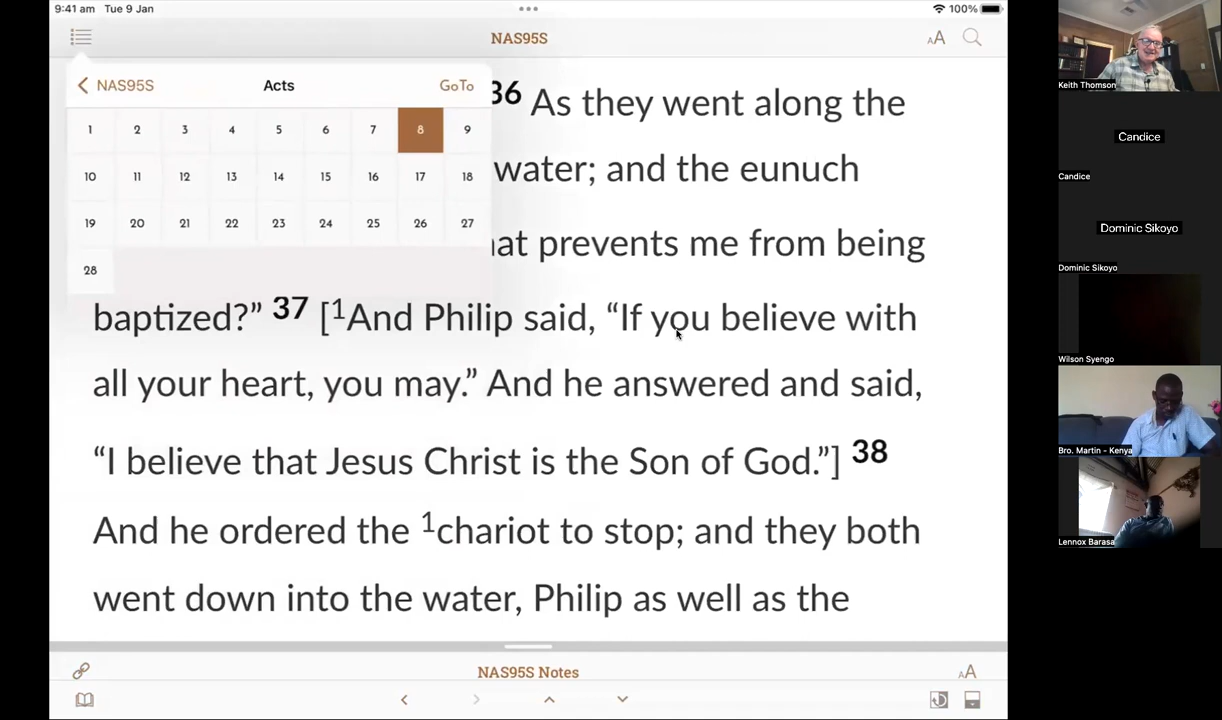 9:41 am Tue 9 Jan
100%
NAS95S
AA
NAS95S
Acts
GoTo
1 2 3 4 5 6 7 8 9
10 11 12 13 14 15 16 17 18
19 20 21 22 23 24 25 26 27
28
36 As they went along the
water; and the eunuch
prevents me from being
baptized?” 37 [1And Philip said, “If you believe with
all your heart, you may.” And he answered and said,
“I believe that Jesus Christ is the Son of God.”] 38
And he ordered the 1chariot to stop; and they both
went down into the water, Philip as well as the
NAS95S Notes
AA
Keith Thomson
Candice
Candice
Dominic Sikoyo
Dominic Sikoyo
Wilson Syengo
Bro. Martin - Kenya
Lennox Barasa